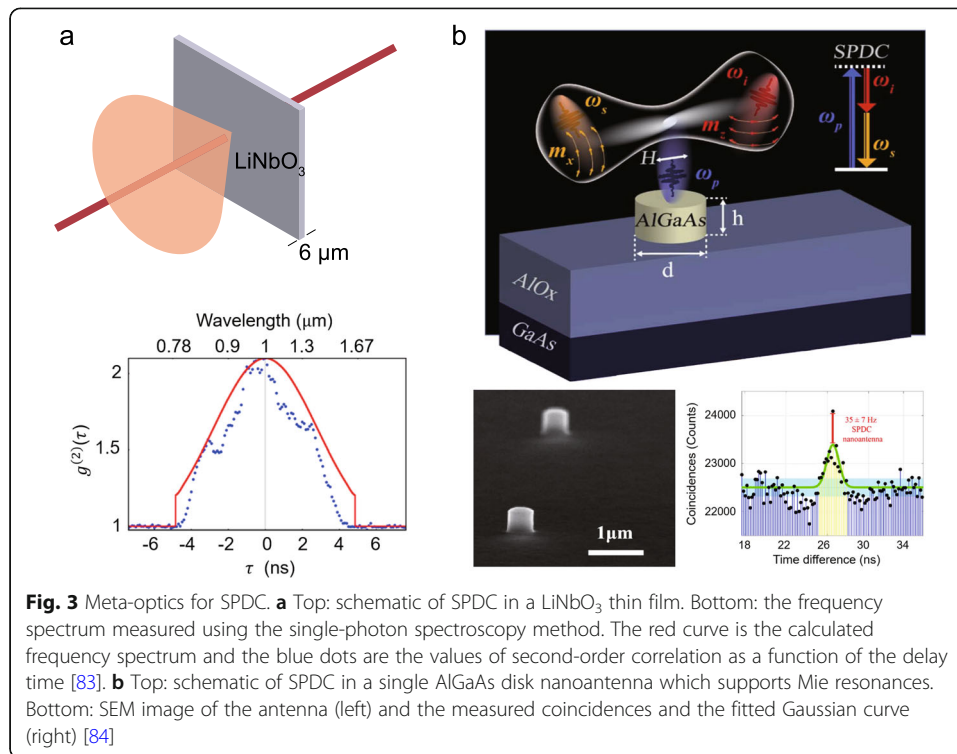 a
LiNbO₃
6 μm
Wavelength (μm)
0.78 0.9 1 1.3 1.67
2
1.5
1
g⁽²⁾(τ)
-6 -4 -2 0 2 4 6
τ (ns)
b
SPDC
ωₚ
ωᵢ
ωₛ
ωₛ
ωᵢ
mₓ
m_z
H
ωₚ
AlGaAs
h
d
AlOx
GaAs
1μm
Coincidences (Counts)
24000
23000
22000
35 ± 7 Hz
SPDC
nanoantenna
18 22 26 30 34
Time difference (ns)
Fig. 3 Meta-optics for SPDC. a Top: schematic of SPDC in a LiNbO₃ thin film. Bottom: the frequency
spectrum measured using the single-photon spectroscopy method. The red curve is the calculated
frequency spectrum and the blue dots are the values of second-order correlation as a function of the delay
time [83]. b Top: schematic of SPDC in a single AlGaAs disk nanoantenna which supports Mie resonances.
Bottom: SEM image of the antenna (left) and the measured coincidences and the fitted Gaussian curve
(right) [84]